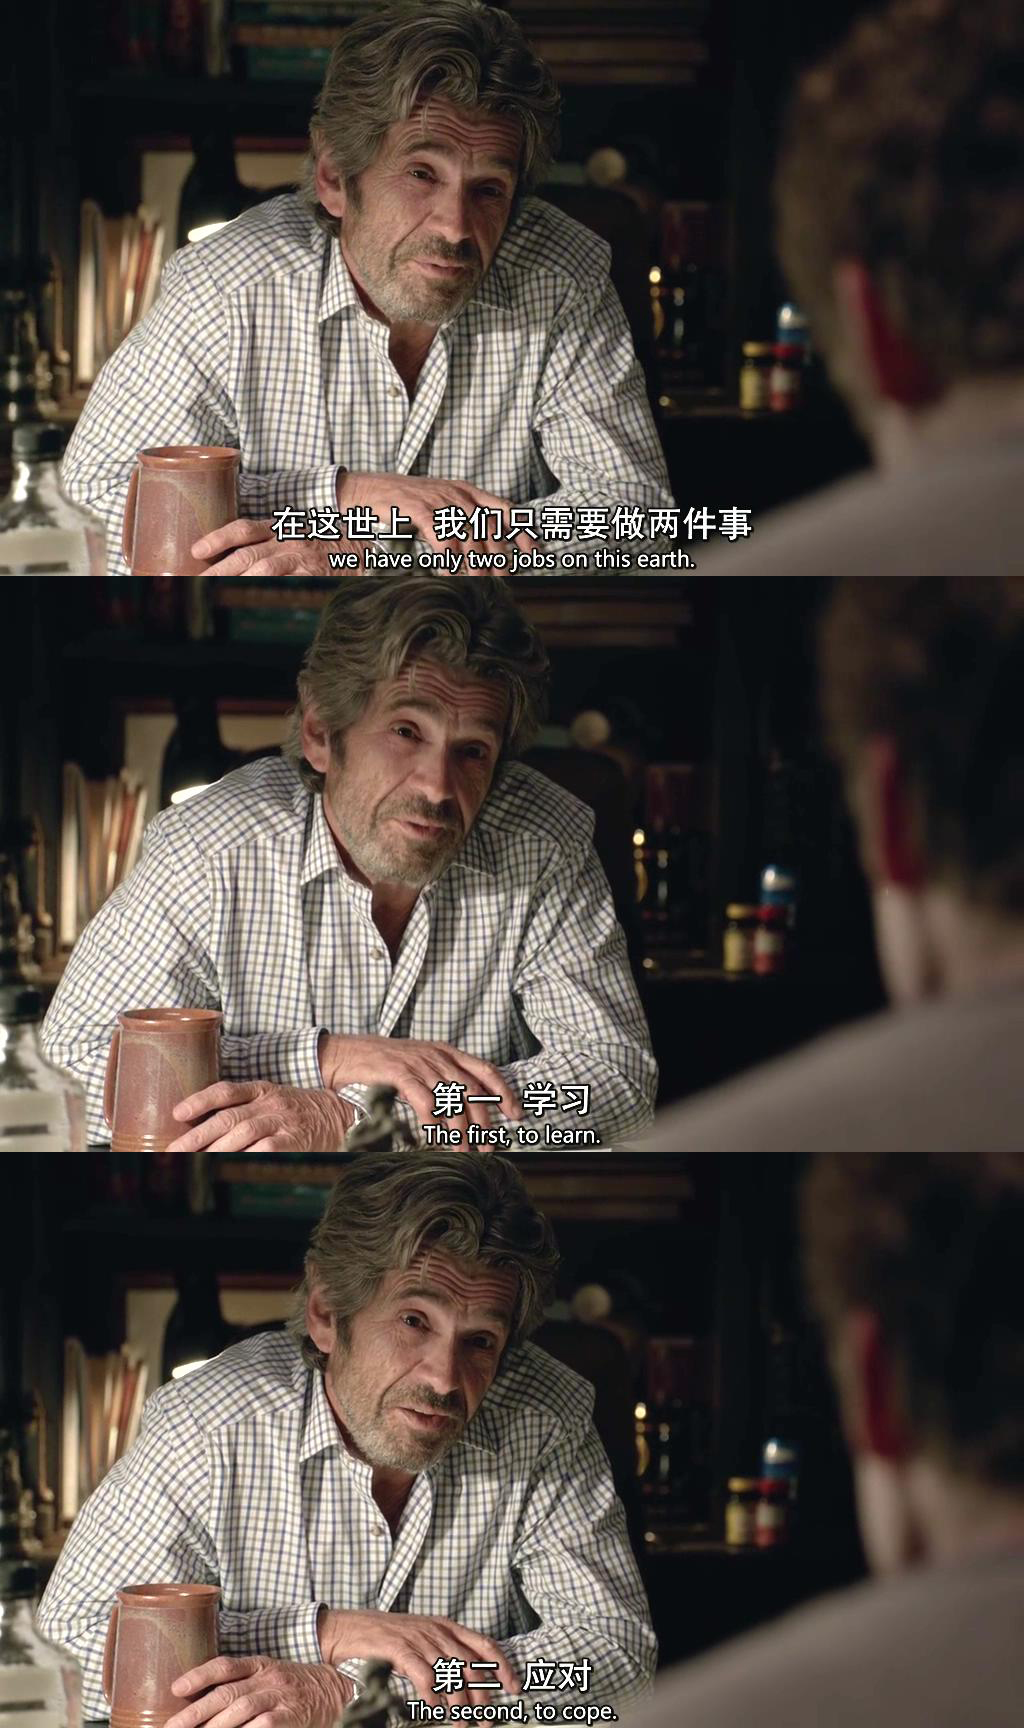 在这世上 我们只需要做两件事
we have only two jobs on this earth.
第一 学习
The first, to learn.
第二 应对
The second, to cope.